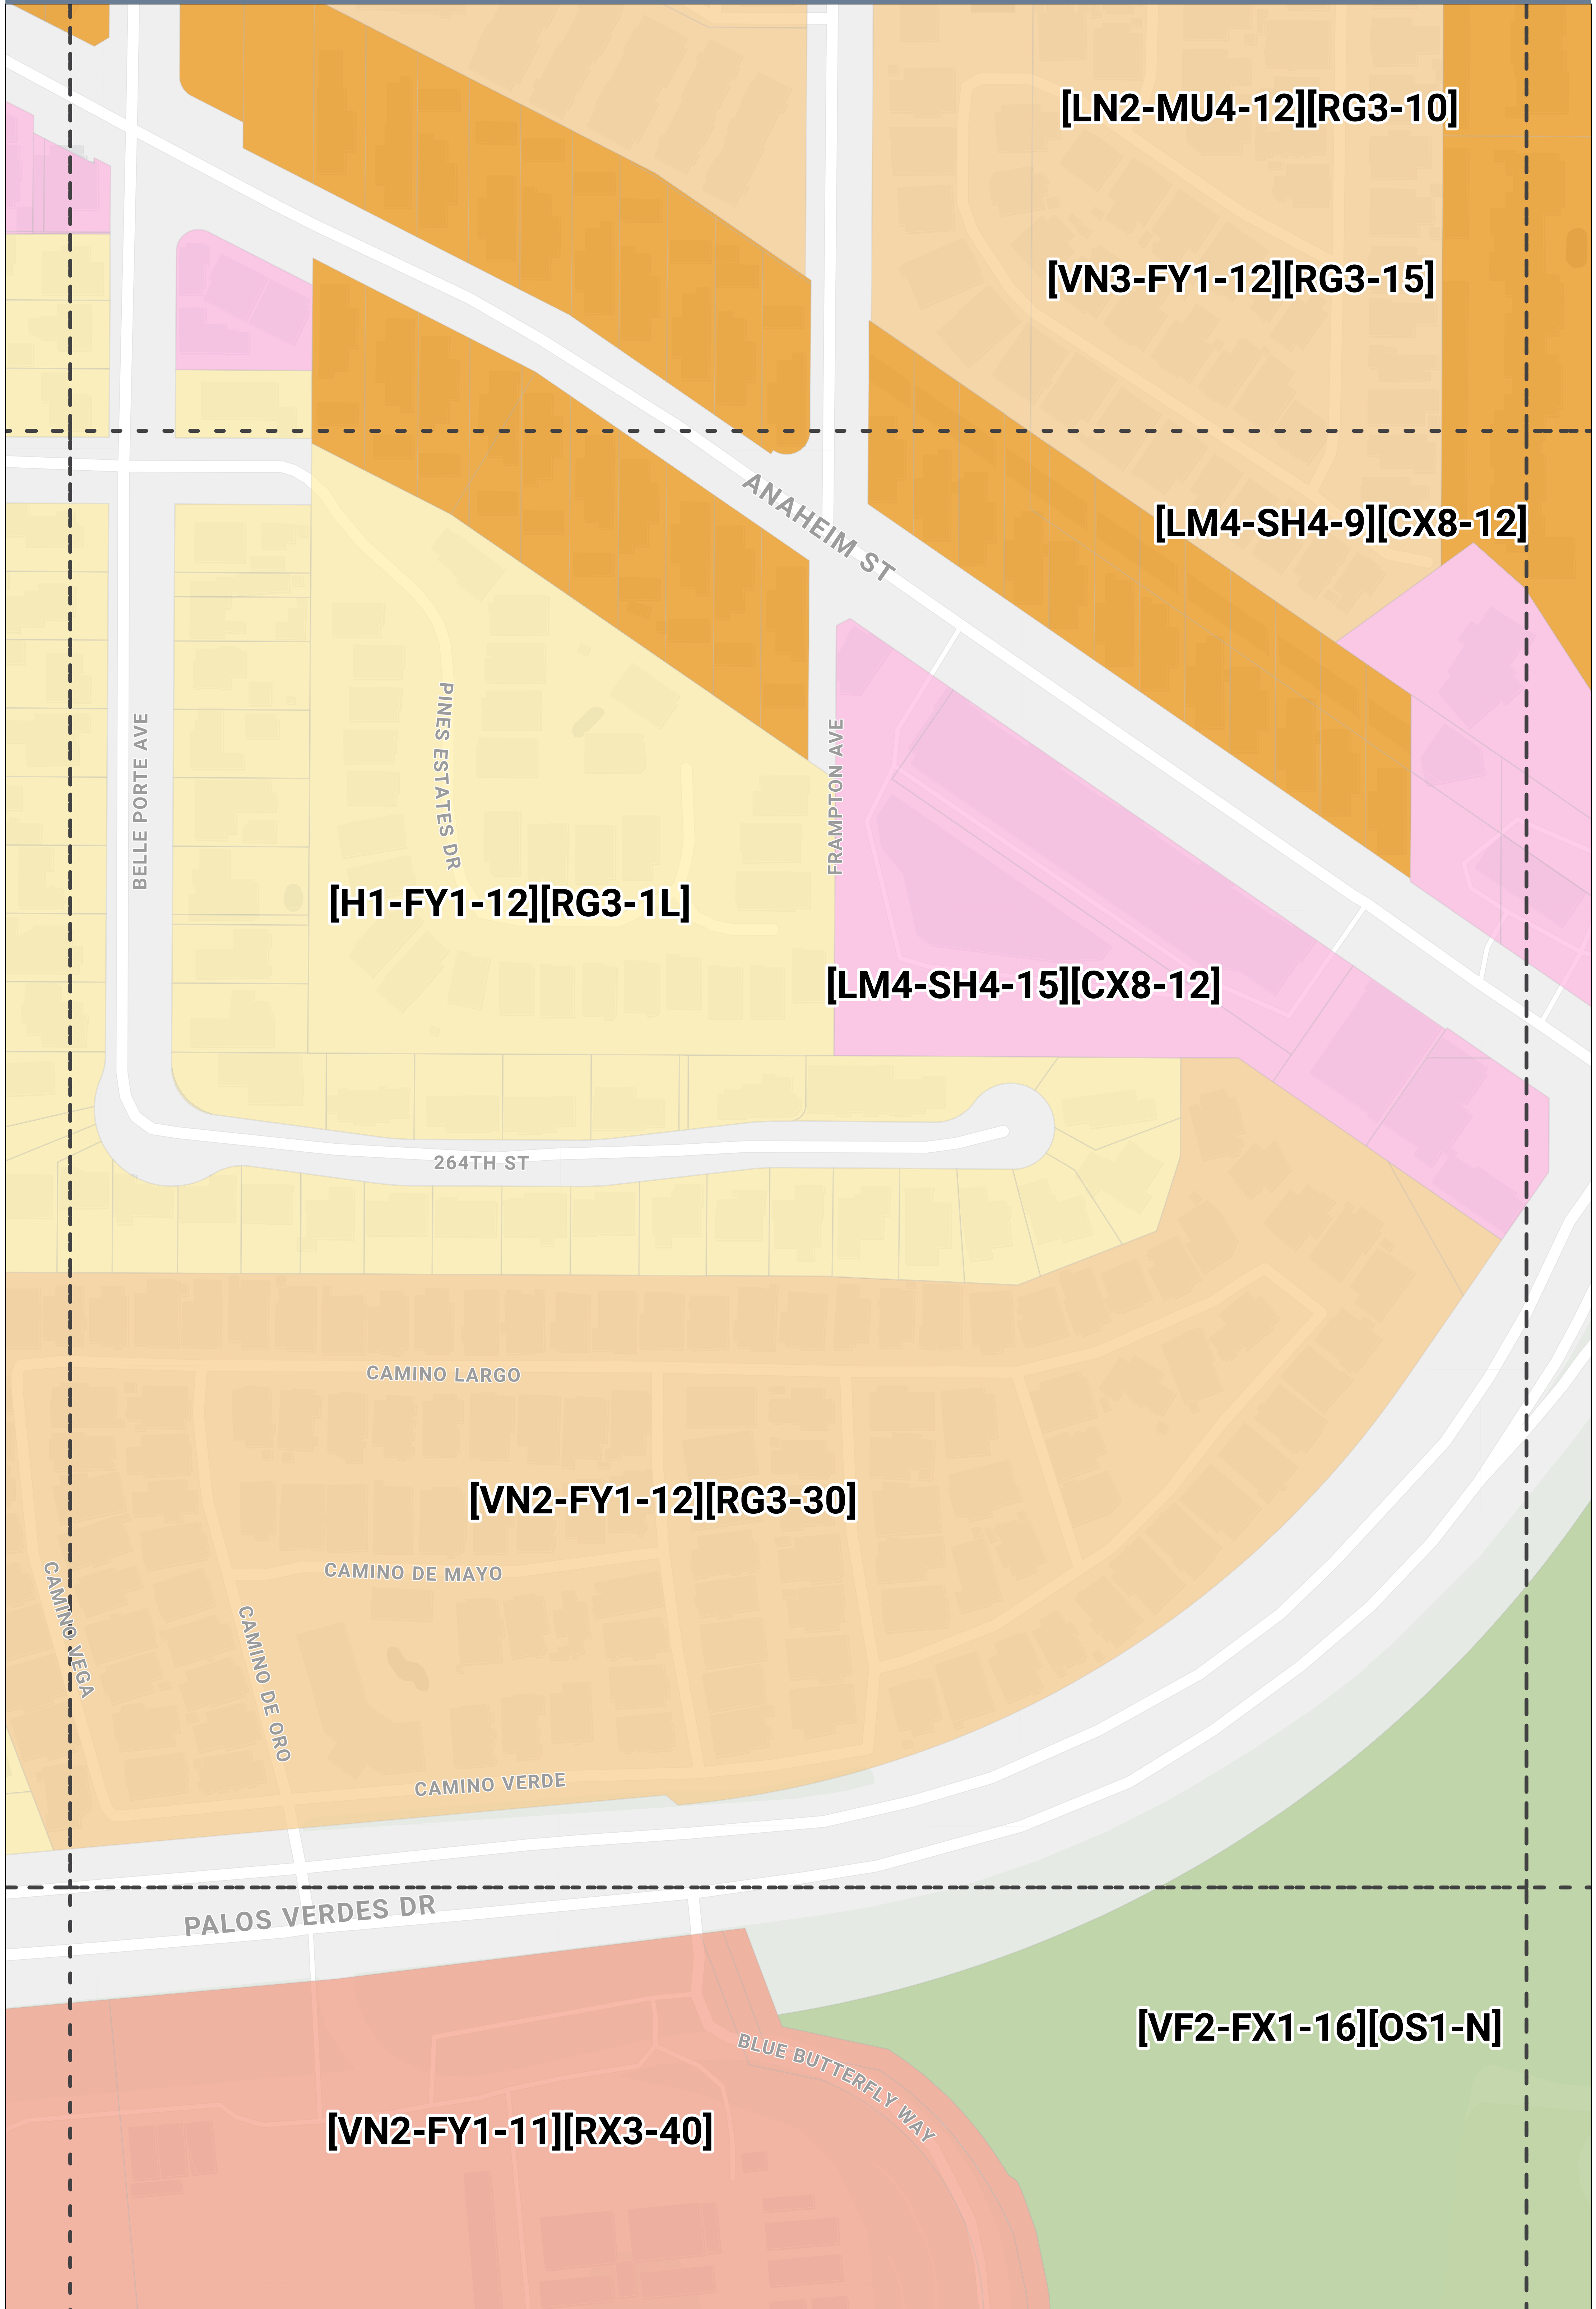 [LN2-MU4-12][RG3-10]
[VN3-FY1-12][RG3-15]
ANAHEIM ST
[LM4-SH4-9][CX8-12]
PINES ESTATES DR
BELLE PORTE AVE
FRAMPTON AVE
[H1-FY1-12][RG3-1L]
[LM4-SH4-15][CX8-12]
264TH ST
CAMINO LARGO
[VN2-FY1-12][RG3-30]
CAMINO DE MAYO
CAMINO VEGA
CAMINO DE ORO
CAMINO VERDE
PALOS VERDES DR
[VF2-FX1-16][OS1-N]
BLUE BUTTERFLY WAY
[VN2-FY1-11][RX3-40]